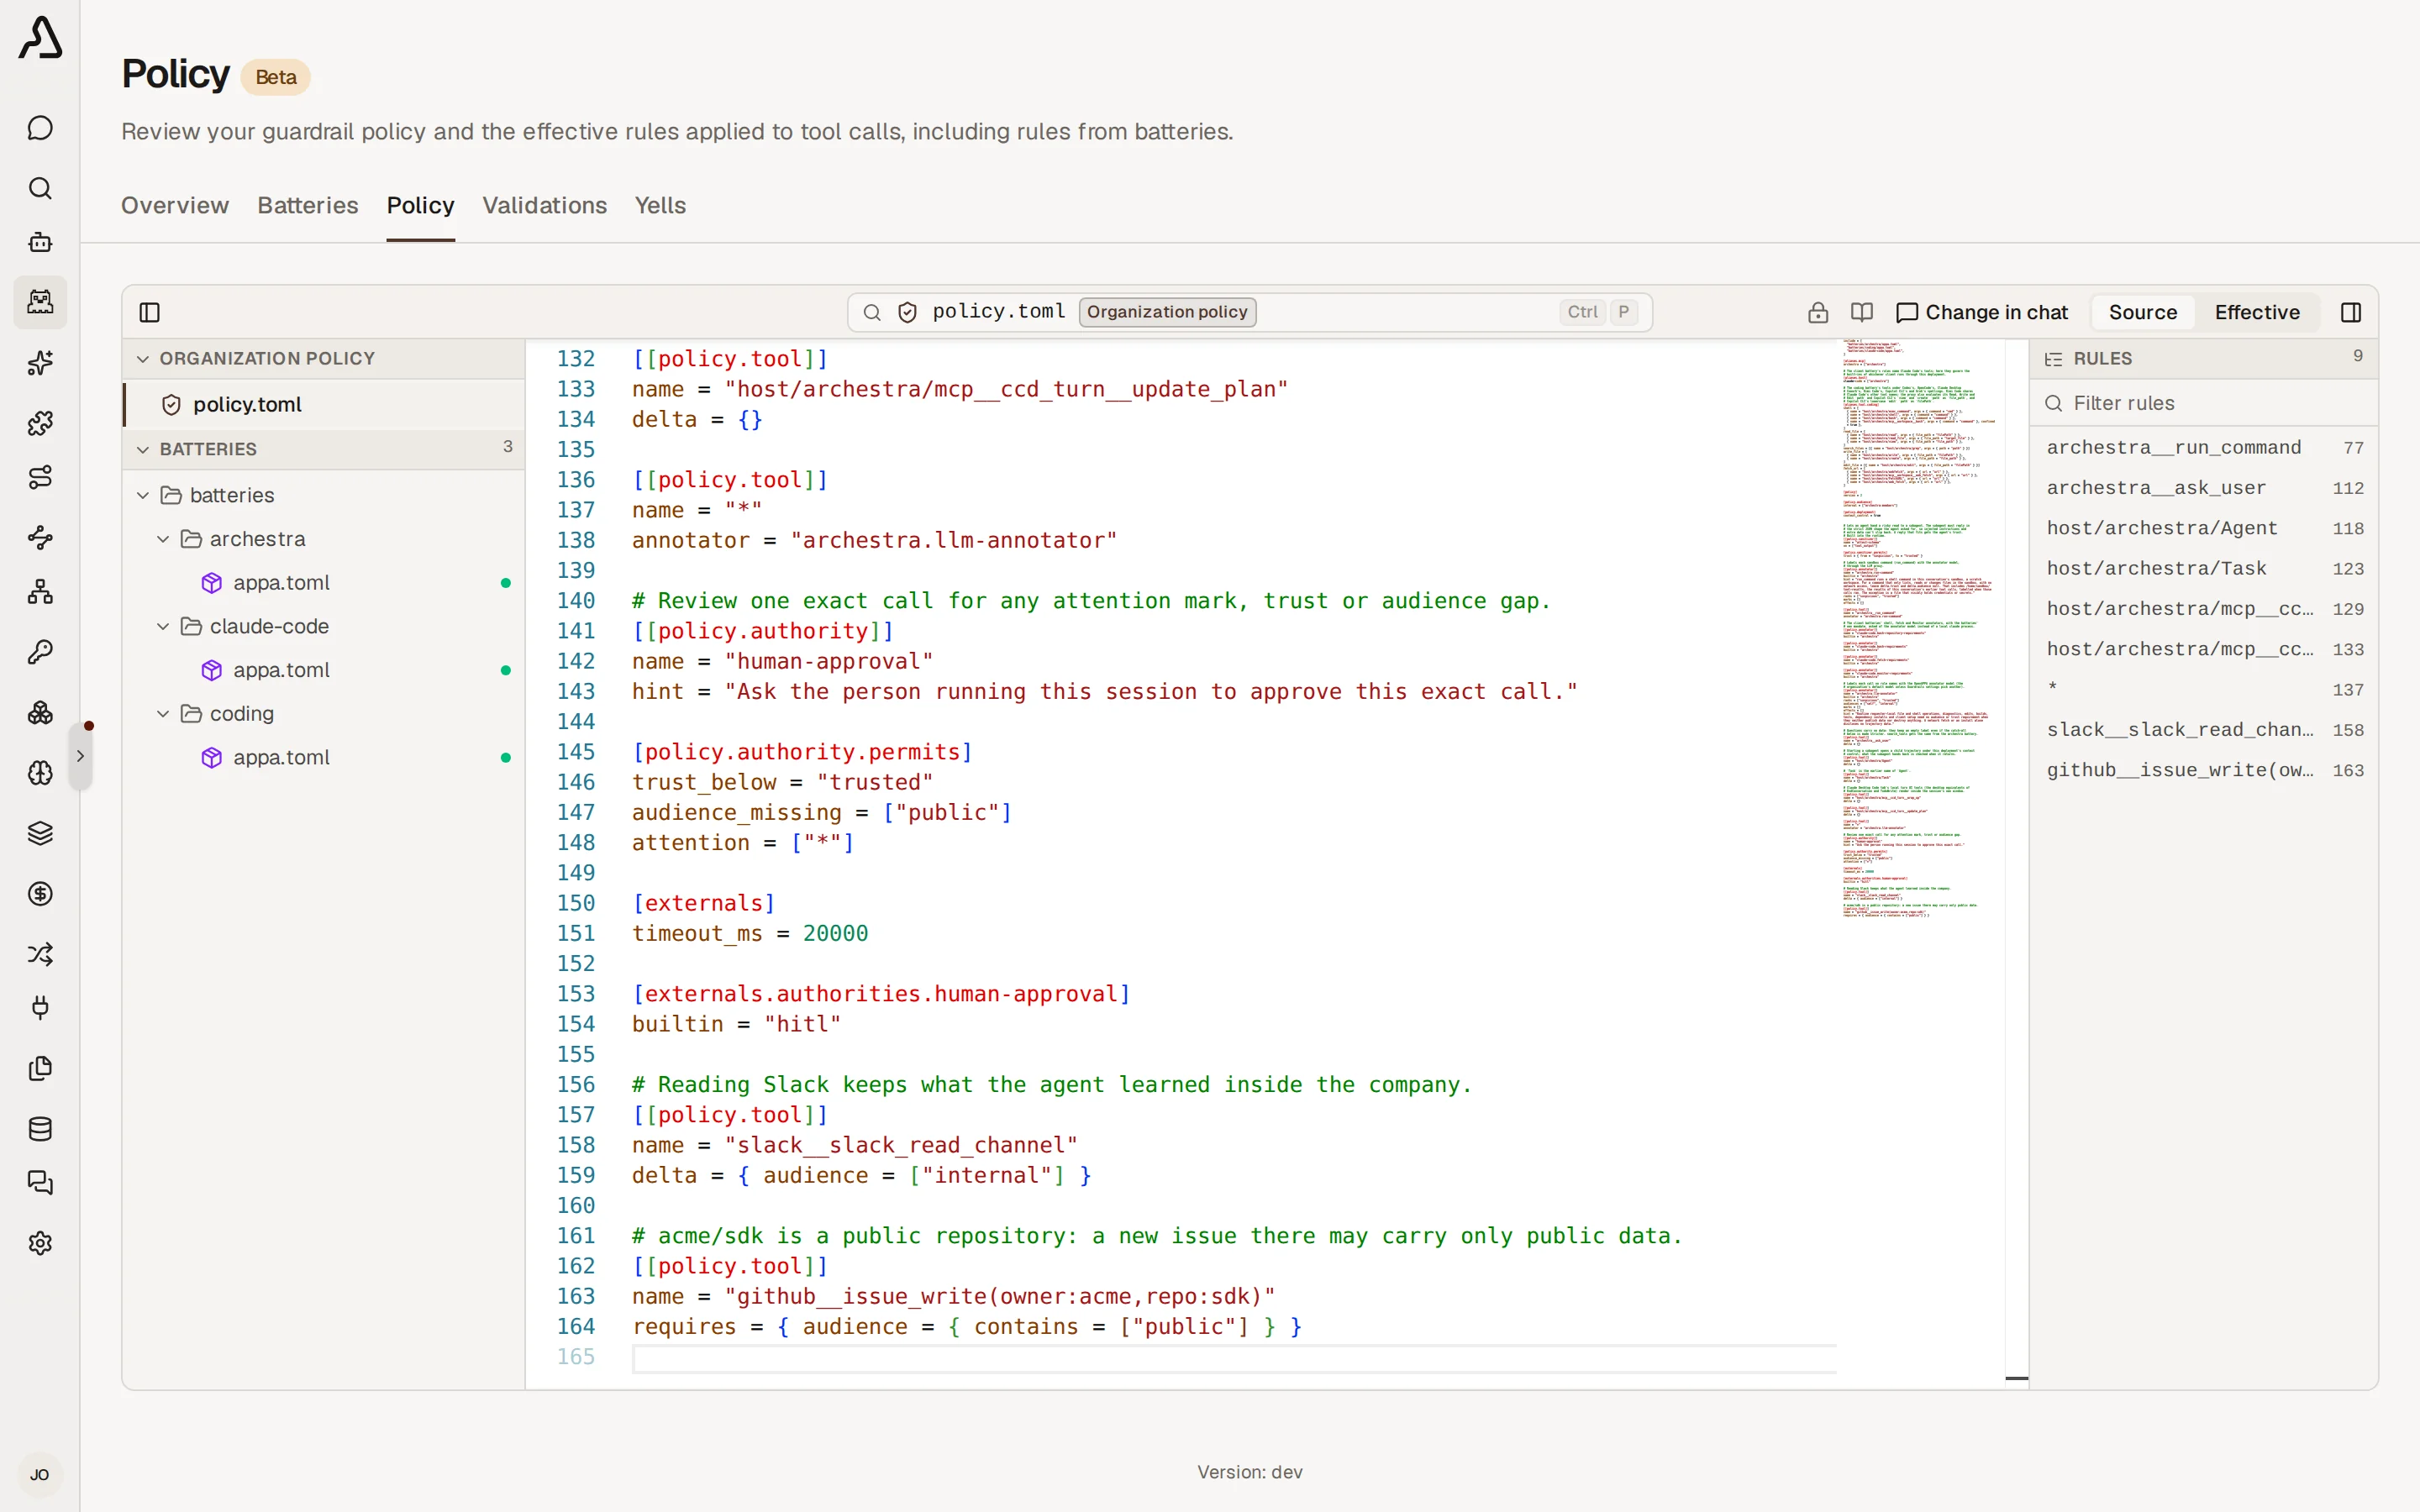 Policy Beta
Review your guardrail policy and the effective rules applied to tool calls, including rules from batteries.
Overview Batteries Policy Validations Yells
policy.toml Organization policy Ctrl P
Change in chat Source Effective
ORGANIZATION POLICY
policy.toml
BATTERIES 3
batteries
archestra
appa.toml
claude-code
appa.toml
coding
appa.toml
132 [[policy.tool]]
133 name = "host/archestra/mcp__ccd_turn__update_plan"
134 delta = {}
135
136 [[policy.tool]]
137 name = "*"
138 annotator = "archestra.llm-annotator"
139
140 # Review one exact call for any attention mark, trust or audience gap.
141 [[policy.authority]]
142 name = "human-approval"
143 hint = "Ask the person running this session to approve this exact call."
144
145 [policy.authority.permits]
146 trust_below = "trusted"
147 audience_missing = ["public"]
148 attention = ["*"]
149
150 [externals]
151 timeout_ms = 20000
152
153 [externals.authorities.human-approval]
154 builtin = "hitl"
155
156 # Reading Slack keeps what the agent learned inside the company.
157 [[policy.tool]]
158 name = "slack__slack_read_channel"
159 delta = { audience = ["internal"] }
160
161 # acme/sdk is a public repository: a new issue there may carry only public data.
162 [[policy.tool]]
163 name = "github__issue_write(owner:acme,repo:sdk)"
164 requires = { audience = { contains = ["public"] } }
165
RULES 9
Filter rules
archestra__run_command 77
archestra__ask_user 112
host/archestra/Agent 118
host/archestra/Task 123
host/archestra/mcp__cc… 129
host/archestra/mcp__cc… 133
* 137
slack__slack_read_chan… 158
github__issue_write(ow… 163
JO
Version: dev